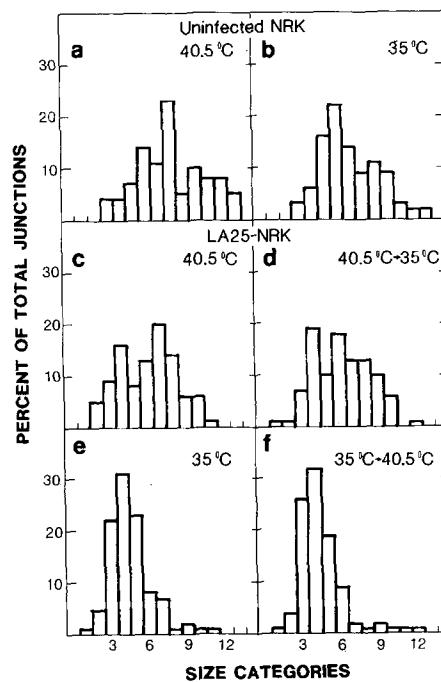 Uninfected NRK
a 40.5 °C
b 35 °C
30
20
10
LA25-NRK
c 40.5°C
d 40.5°C→35°C
30
20
10
e 35°C
f 35°C→40.5°C
30
20
10
3 6 9 12 3 6 9 12
PERCENT OF TOTAL JUNCTIONS
SIZE CATEGORIES